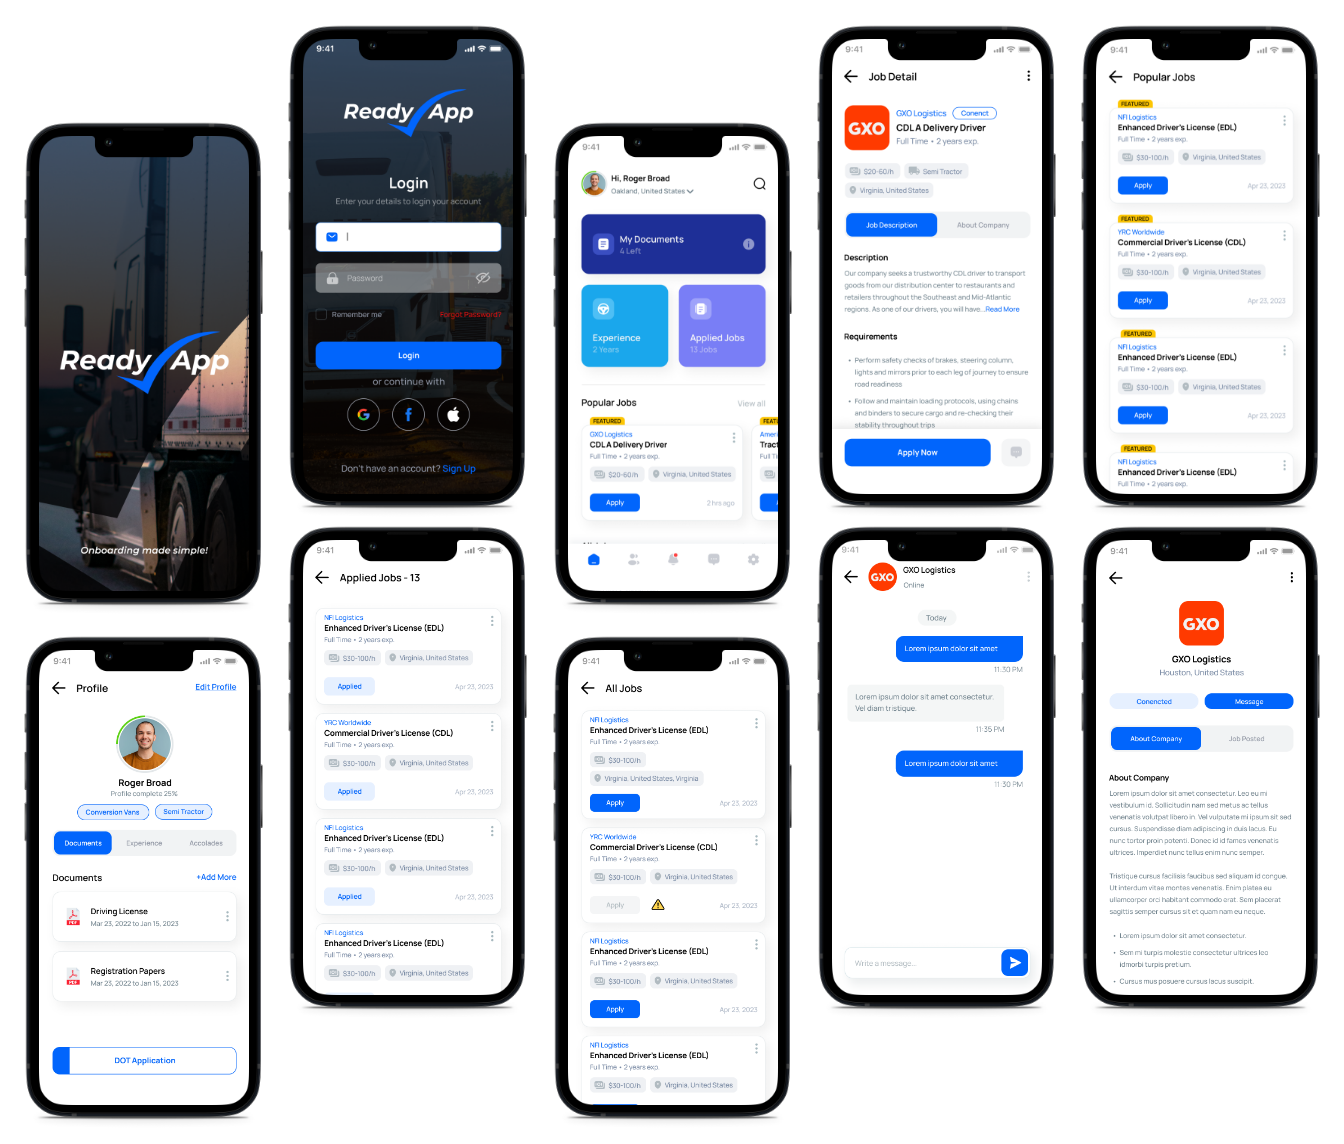 Ready App
Onboarding made simple!
9:41
Ready App
Login
Enter your details to login your account
Password
Remember me
Forgot Password?
Login
or continue with
G
f
Don't have an account? Sign Up
9:41
Hi, Roger Broad
Oakland, United States
My Documents
4 Left
Experience
2 Years
Applied Jobs
13 Jobs
Popular Jobs
View all
FEATURED
GXO Logistics
CDL A Delivery Driver
Full Time • 2 years exp.
$20-60/h
Virginia, United States
Apply
2 hrs ago
FEATU
Ameri
Tract
Full Ti
9:41
Job Detail
GXO
GXO Logistics
Conenct
CDL A Delivery Driver
Full Time • 2 years exp.
$20-60/h
Semi Tractor
Virginia, United States
Job Description
About Company
Description
Our company seeks a trustworthy CDL driver to transport
goods from our distribution center to restaurants and
retailers throughout the Southeast and Mid-Atlantic
regions. As one of our drivers, you will have...Read More
Requirements
• Perform safety checks of brakes, steering column,
lights and mirrors prior to each leg of journey to ensure
road readiness
• Follow and maintain loading protocols, using chains
and binders to secure cargo and re-checking their
stability throughout trips
Apply Now
9:41
Popular Jobs
FEATURED
NFI Logistics
Enhanced Driver's License (EDL)
Full Time • 2 years exp.
$30-100/h
Virginia, United States
Apply
Apr 23, 2023
FEATURED
YRC Worldwide
Commercial Driver's License (CDL)
Full Time • 2 years exp.
$30-100/h
Virginia, United States
Apply
Apr 23, 2023
FEATURED
NFI Logistics
Enhanced Driver's License (EDL)
Full Time • 2 years exp.
$30-100/h
Virginia, United States
Apply
Apr 23, 2023
FEATURED
NFI Logistics
Enhanced Driver's License (EDL)
Full Time • 2 years exp.
9:41
Profile
Edit Profile
Roger Broad
Profile complete 25%
Conversion Vans
Semi Tractor
Documents
Experience
Accolades
Documents
+Add More
PDF
Driving License
Mar 23, 2022 to Jan 15, 2023
PDF
Registration Papers
Mar 23, 2022 to Jan 15, 2023
DOT Application
9:41
Applied Jobs - 13
NFI Logistics
Enhanced Driver's License (EDL)
Full Time • 2 years exp.
$30-100/h
Virginia, United States
Applied
Apr 23, 2023
YRC Worldwide
Commercial Driver's License (CDL)
Full Time • 2 years exp.
$30-100/h
Virginia, United States
Applied
Apr 23, 2023
NFI Logistics
Enhanced Driver's License (EDL)
Full Time • 2 years exp.
$30-100/h
Virginia, United States
Applied
Apr 23, 2023
NFI Logistics
Enhanced Driver's License (EDL)
Full Time • 2 years exp.
$30-100/h
Virginia, United States
9:41
All Jobs
NFI Logistics
Enhanced Driver's License (EDL)
Full Time • 2 years exp.
$30-100/h
Virginia, United States, Virginia
Apply
Apr 23, 2023
YRC Worldwide
Commercial Driver's License (CDL)
Full Time • 2 years exp.
$30-100/h
Virginia, United States
Apply
Apr 23, 2023
NFI Logistics
Enhanced Driver's License (EDL)
Full Time • 2 years exp.
$30-100/h
Virginia, United States
Apply
Apr 23, 2023
NFI Logistics
Enhanced Driver's License (EDL)
Full Time • 2 years exp.
$30-100/h
Virginia, United States
9:41
GXO
GXO Logistics
Online
Today
Lorem ipsum dolor sit amet
11:30 PM
Lorem ipsum dolor sit amet consectetur.
Vel diam tristique.
11:35 PM
Lorem ipsum dolor sit amet
11:30 PM
Write a message...
9:41
GXO
GXO Logistics
Houston, United States
Conencted
Message
About Company
Job Posted
About Company
Lorem ipsum dolor sit amet consectetur. Leo eu mi
vestibulum id. Sollicitudin nam sed metus ac tellus
venenatis volutpat libero in. Vel vulputate mi ipsum sit sed
cursus. Suspendisse diam adipiscing in duis lacus. Eu
nunc tortor proin potenti. Donec id id fames venenatis
ultrices. Imperdiet nunc tellus enim nunc semper.
Tristique cursus facilisis faucibus sed aliquam id congue.
Ut interdum vitae montes venenatis. Enim platea eu
ullamcorper orci habitant commodo erat. Sem placerat
sagittis semper cursus sit et quam nam eu neque.
• Lorem ipsum dolor sit amet consectetur.
• Sem mi turpis molestie consectetur ultrices leo
idmorbi turpis pretium.
• Cursus mus posuere cursus lacus suscipit.